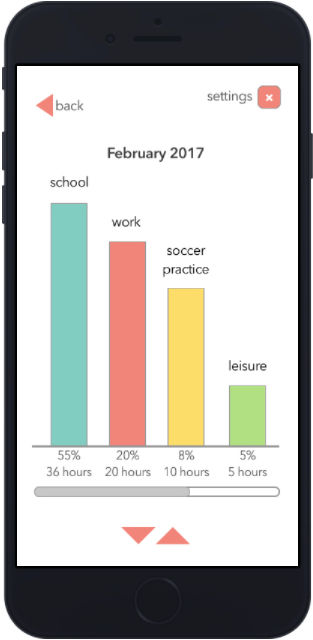 back
settings ×
February 2017
school
work
soccer
practice
leisure
55% 20% 8% 5%
36 hours 20 hours 10 hours 5 hours